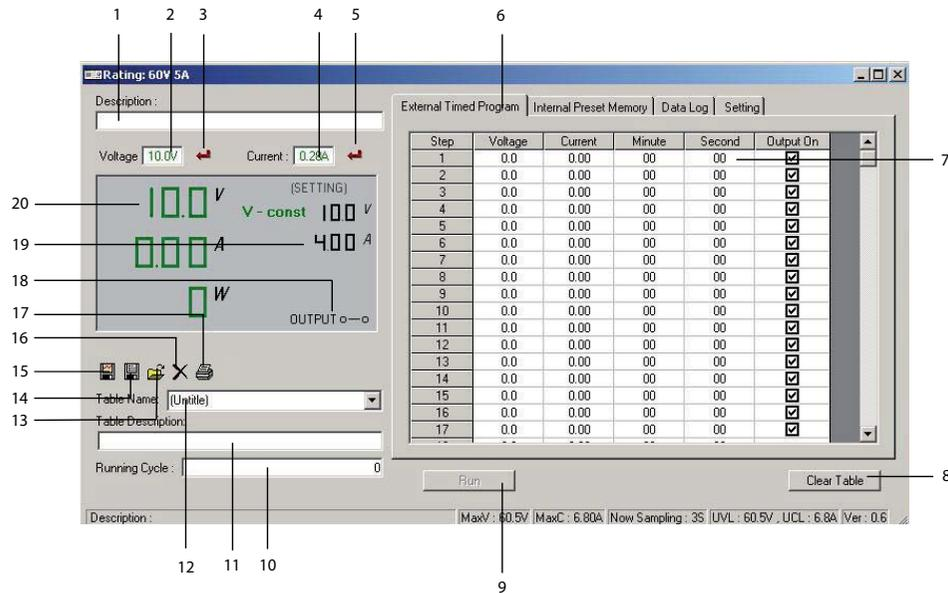 1 2 3 4 5 6
Rating: 60V 5A
Description :
External Timed Program Internal Preset Memory Data Log Setting
Voltage 10.0V Current : 0.28A
Step Voltage Current Minute Second Output On
1 0.0 0.00 00 00
7
2 0.0 0.00 00 00
3 0.0 0.00 00 00
4 0.0 0.00 00 00
5 0.0 0.00 00 00
6 0.0 0.00 00 00
7 0.0 0.00 00 00
8 0.0 0.00 00 00
9 0.0 0.00 00 00
10 0.0 0.00 00 00
11 0.0 0.00 00 00
12 0.0 0.00 00 00
13 0.0 0.00 00 00
14 0.0 0.00 00 00
15 0.0 0.00 00 00
16 0.0 0.00 00 00
17 0.0 0.00 00 00
(SETTING)
20 10.0 V V - const 10.0 V
19 0.00 A 4.00 A
18
0 W
17
OUTPUT
16
15
14 Table Name: (Untitle)
13 Table Description:
Running Cycle : 0
Run
Clear Table
8
Description : MaxV : 60.5V MaxC : 6.80A Now Sampling : 3S UVL : 60.5V , UCL : 6.8A Ver : 0.6
12 11 10 9